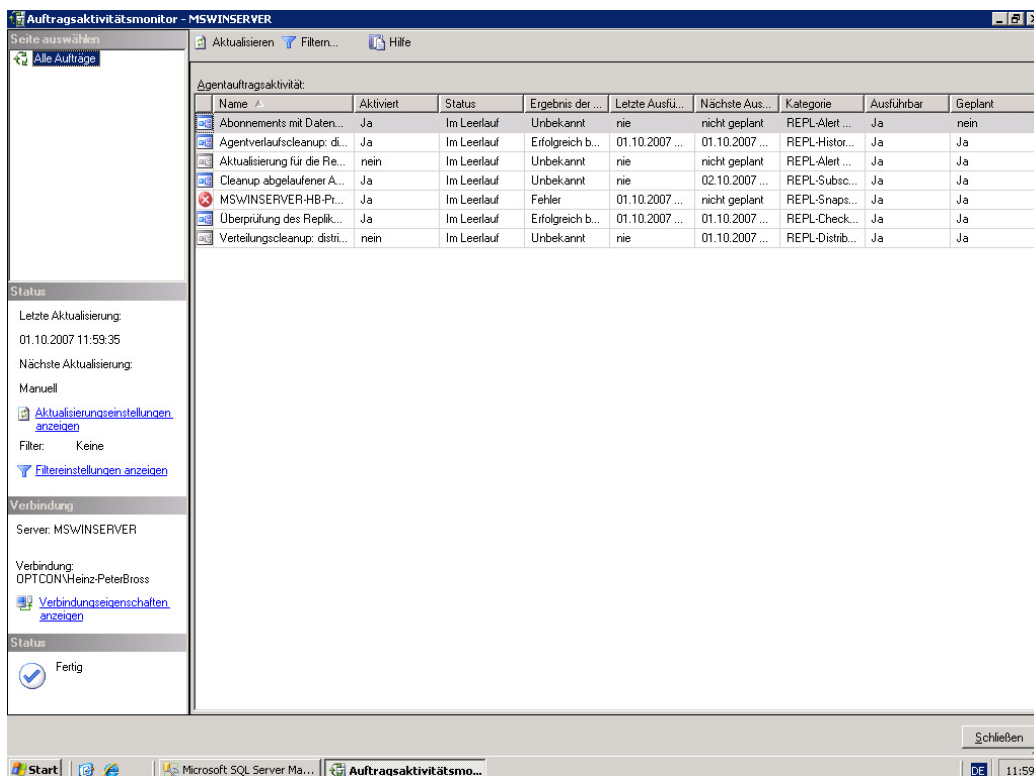 Auftragsaktivitätsmonitor - MSWINSERVER
Seite auswählen
Alle Aufträge
Aktualisieren Filtern... Hilfe
Agentauftragsaktivität:
Name Aktiviert Status Ergebnis der ... Letzte Ausfü... Nächste Aus... Kategorie Ausführbar Geplant
Abonnements mit Daten... Ja Im Leerlauf Unbekannt nie nicht geplant REPL-Alert ... Ja nein
Agentverlaufscleanup: di... Ja Im Leerlauf Erfolgreich b... 01.10.2007 ... 01.10.2007 ... REPL-Histor... Ja Ja
Aktualisierung für die Re... nein Im Leerlauf Unbekannt nie nicht geplant REPL-Alert ... Ja Ja
Cleanup abgelaufener A... Ja Im Leerlauf Unbekannt nie 02.10.2007 ... REPL-Subsc... Ja Ja
MSWINSERVER-HB-Pr... Ja Im Leerlauf Fehler 01.10.2007 ... nicht geplant REPL-Snaps... Ja Ja
Überprüfung des Replik... Ja Im Leerlauf Erfolgreich b... 01.10.2007 ... 01.10.2007 ... REPL-Check... Ja Ja
Verteilungscleanup: distri... nein Im Leerlauf Unbekannt nie 01.10.2007 ... REPL-Distrib... Ja Ja
Status
Letzte Aktualisierung:
01.10.2007 11:59:35
Nächste Aktualisierung:
Manuell
Aktualisierungseinstellungen
anzeigen
Filter: Keine
Filtereinstellungen anzeigen
Verbindung
Server: MSWINSERVER
Verbindung:
OPTCON\Heinz-PeterBross
Verbindungseigenschaften
anzeigen
Status
Fertig
Schließen
Start Microsoft SQL Server Ma... Auftragsaktivitätsmo... DE 11:59